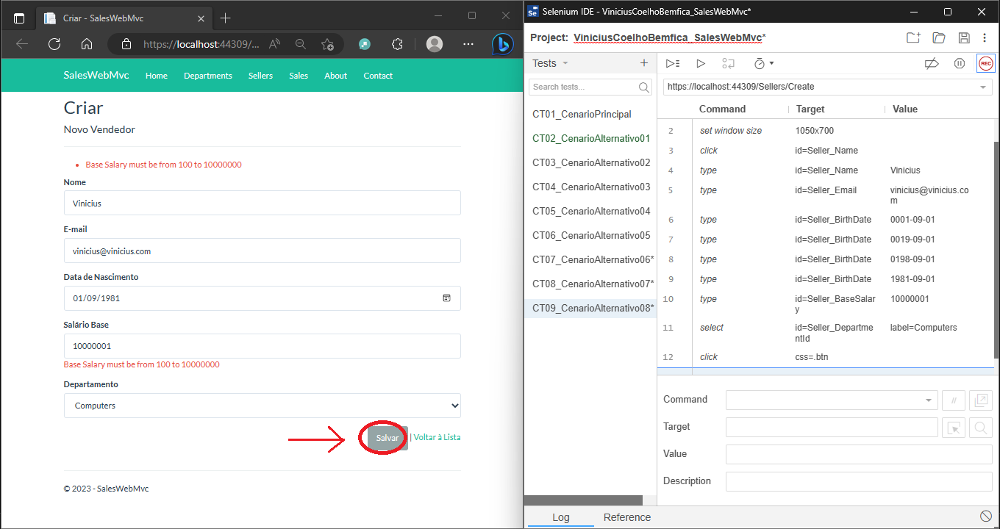 Criar - SalesWebMvc
https://localhost:44309/...
SalesWebMvc Home Departments Sellers Sales About Contact
Criar
Novo Vendedor
Base Salary must be from 100 to 10000000
Nome
Vinicius
E-mail
vinicius@vinicius.com
Data de Nascimento
01/09/1981
Salário Base
10000001
Base Salary must be from 100 to 10000000
Departamento
Computers
Salvar | Voltar à Lista
© 2023 - SalesWebMvc
Se Selenium IDE - ViniciusCoelhoBemfica_SalesWebMvc*
Project: ViniciusCoelhoBemfica_SalesWebMvc*
Tests
REC
Search tests...
https://localhost:44309/Sellers/Create
CT01_CenarioPrincipal
CT02_CenarioAlternativo01
CT03_CenarioAlternativo02
CT04_CenarioAlternativo03
CT05_CenarioAlternativo04
CT06_CenarioAlternativo05
CT07_CenarioAlternativo06*
CT08_CenarioAlternativo07*
CT09_CenarioAlternativo08*
Command Target Value
2 set window size 1050x700
3 click id=Seller_Name
4 type id=Seller_Name Vinicius
5 type id=Seller_Email vinicius@vinicius.co
m
6 type id=Seller_BirthDate 0001-09-01
7 type id=Seller_BirthDate 0019-09-01
8 type id=Seller_BirthDate 0198-09-01
9 type id=Seller_BirthDate 1981-09-01
10 type id=Seller_BaseSalar 10000001
y
11 select id=Seller_Departme label=Computers
ntId
12 click css=.btn
Command
//
Target
Value
Description
Log Reference